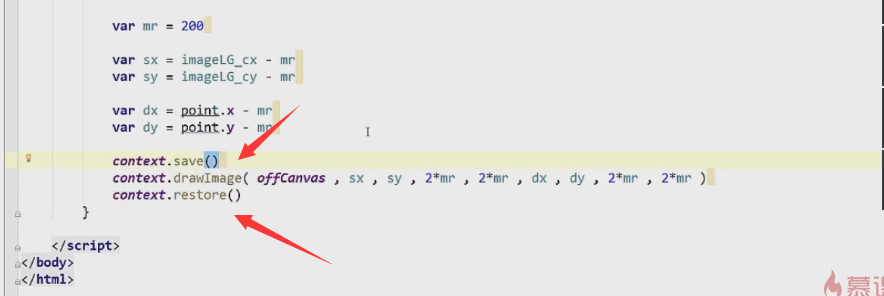 var mr = 200
var sx = imageLG_cx - mr
var sy = imageLG_cy - mr
var dx = point.x - mr
var dy = point.y - mr
context.save()
context.drawImage( offCanvas , sx , sy , 2*mr , 2*mr , dx , dy , 2*mr , 2*mr )
context.restore()
}
</script>
</body>
</html>
慕课